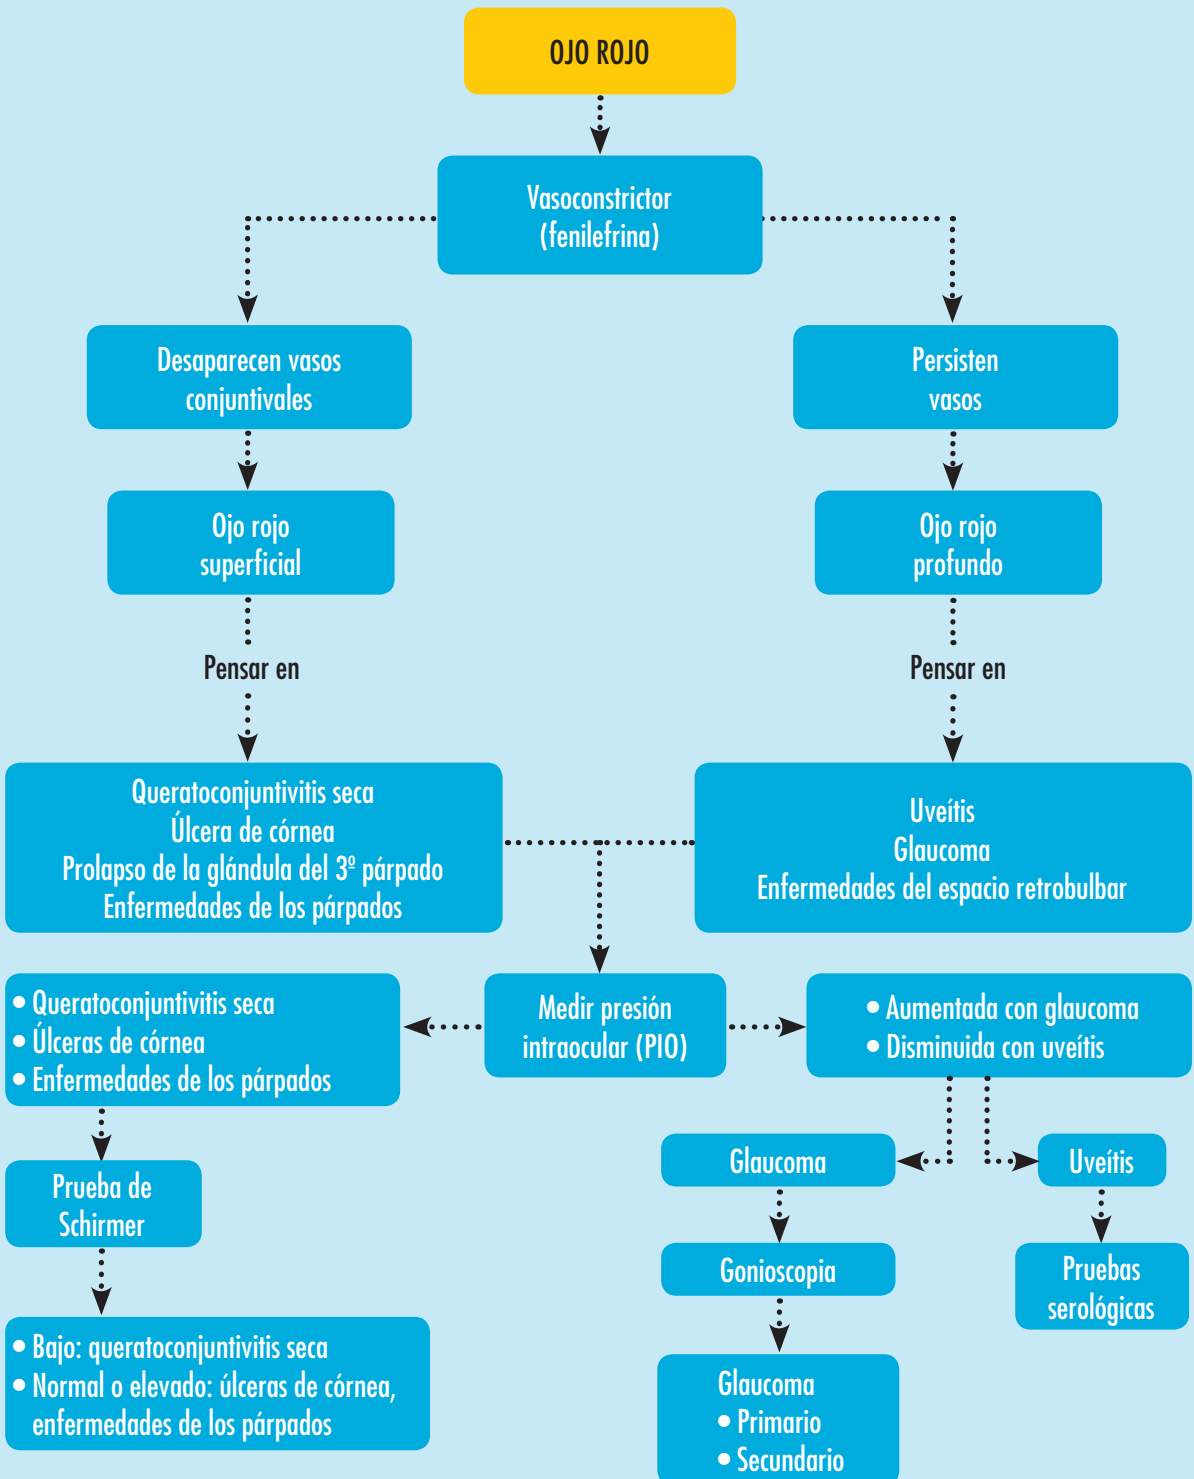 OJO ROJO
Vasoconstrictor
(fenilefrina)
Desaparecen vasos
conjuntivales
Persisten
vasos
Ojo rojo
superficial
Ojo rojo
profundo
Pensar en
Pensar en
Queratoconjuntivitis seca
Úlcera de córnea
Prolapso de la glándula del 3º párpado
Enfermedades de los párpados
Uveítis
Glaucoma
Enfermedades del espacio retrobulbar
• Queratoconjuntivitis seca
• Úlceras de córnea
• Enfermedades de los párpados
Medir presión
intraocular (PIO)
• Aumentada con glaucoma
• Disminuida con uveítis
Prueba de
Schirmer
Glaucoma
Uveítis
Gonioscopia
Pruebas
serológicas
• Bajo: queratoconjuntivitis seca
• Normal o elevado: úlceras de córnea,
enfermedades de los párpados
Glaucoma
• Primario
• Secundario